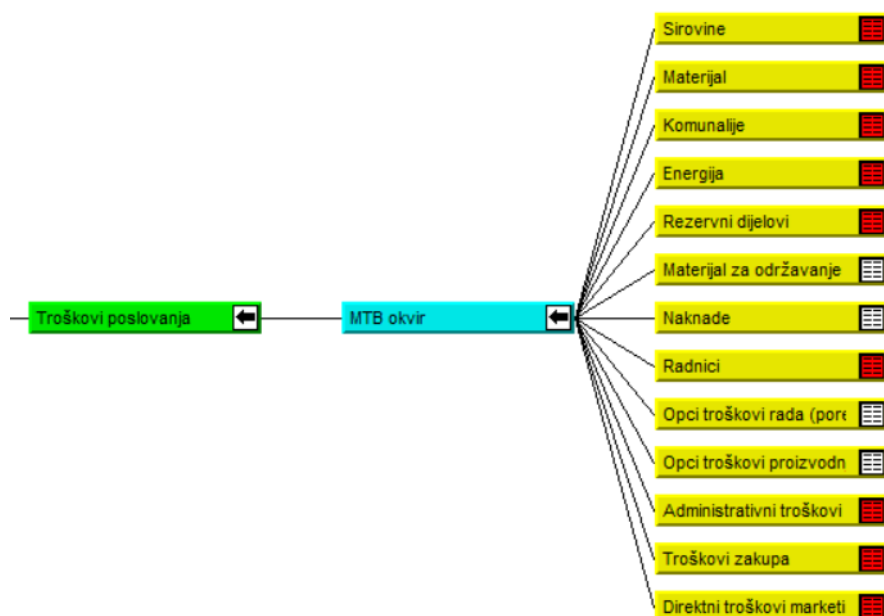 Sirovine
Materijal
Komunalije
Energija
Rezervni dijelovi
Materijal za održavanje
Troškovi poslovanja
MTB okvir
Naknade
Radnici
Opci troškovi rada (pore
Opci troškovi proizvodn
Administrativni troškovi
Troškovi zakupa
Direktni troškovi marketi